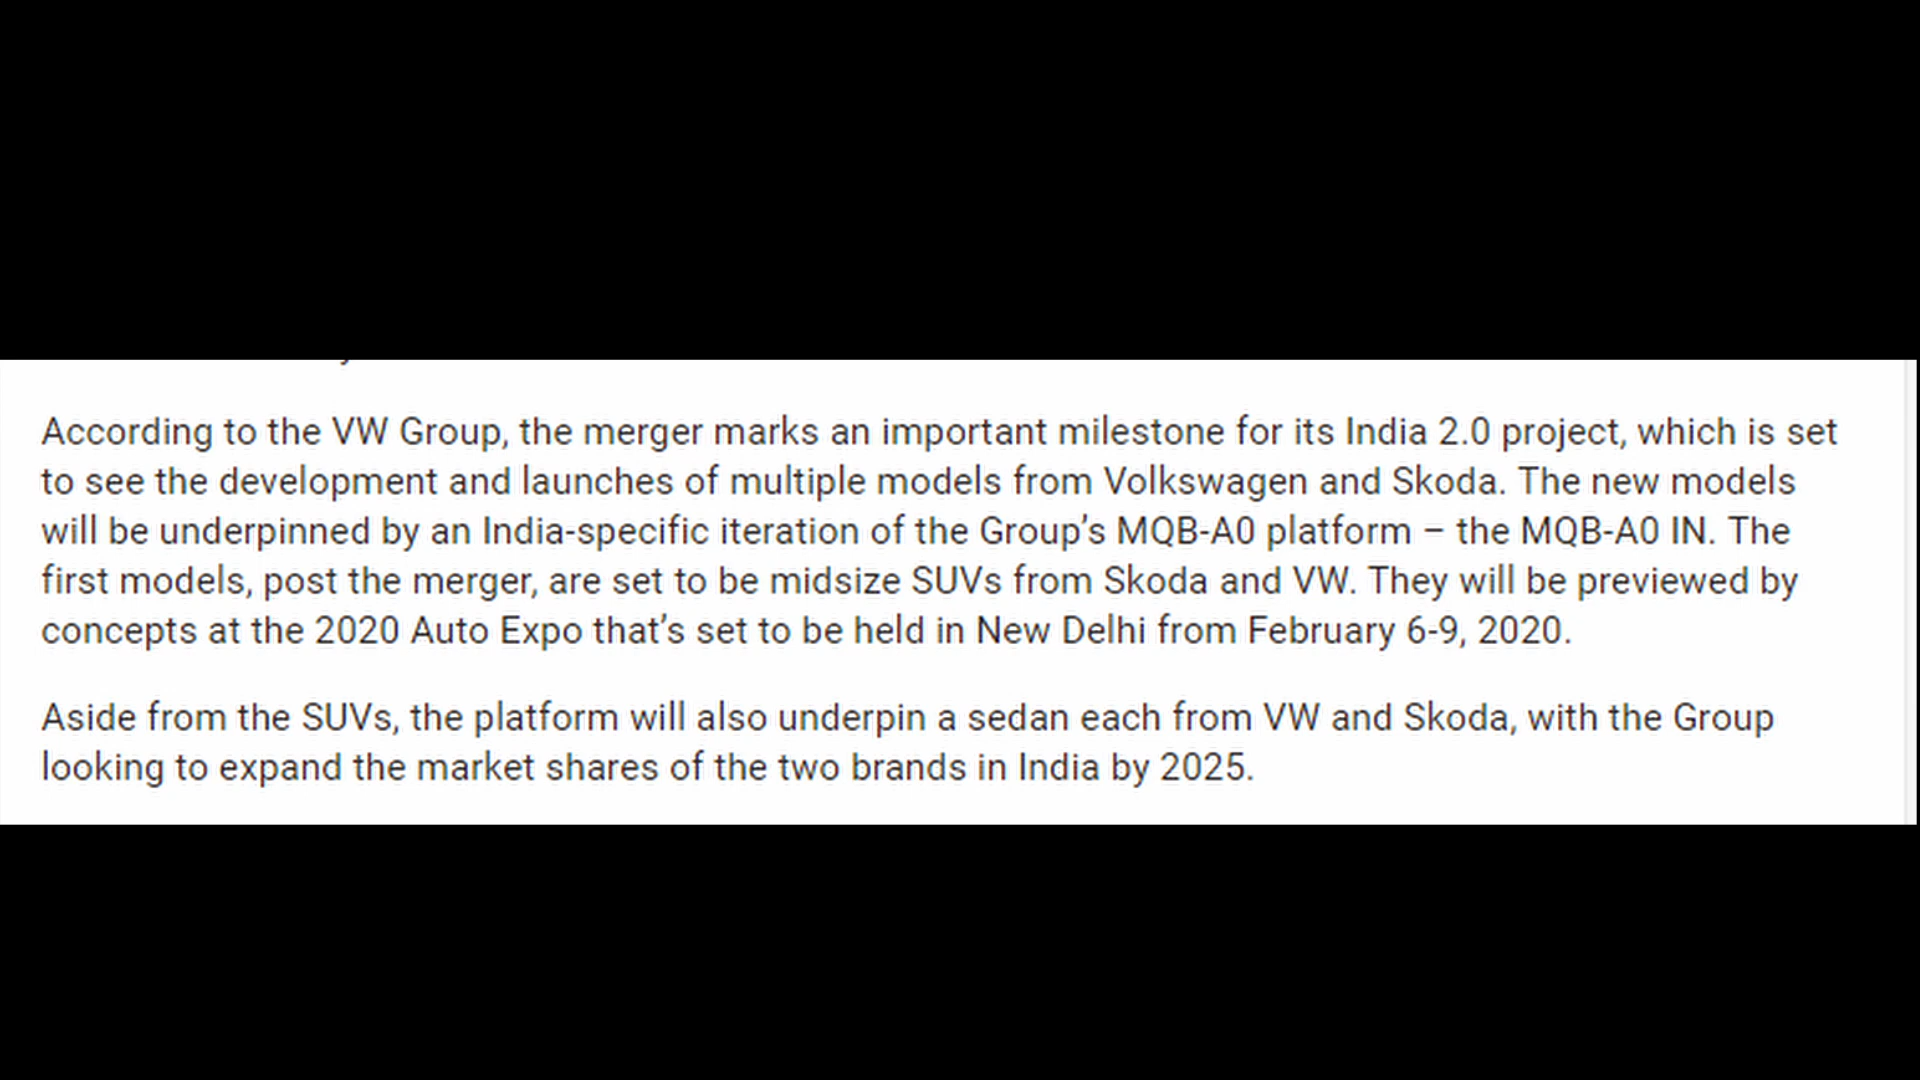 According to the VW Group, the merger marks an important milestone for its India 2.0 project, which is set
to see the development and launches of multiple models from Volkswagen and Skoda. The new models
will be underpinned by an India-specific iteration of the Group’s MQB-A0 platform – the MQB-A0 IN. The
first models, post the merger, are set to be midsize SUVs from Skoda and VW. They will be previewed by
concepts at the 2020 Auto Expo that’s set to be held in New Delhi from February 6-9, 2020.
Aside from the SUVs, the platform will also underpin a sedan each from VW and Skoda, with the Group
looking to expand the market shares of the two brands in India by 2025.